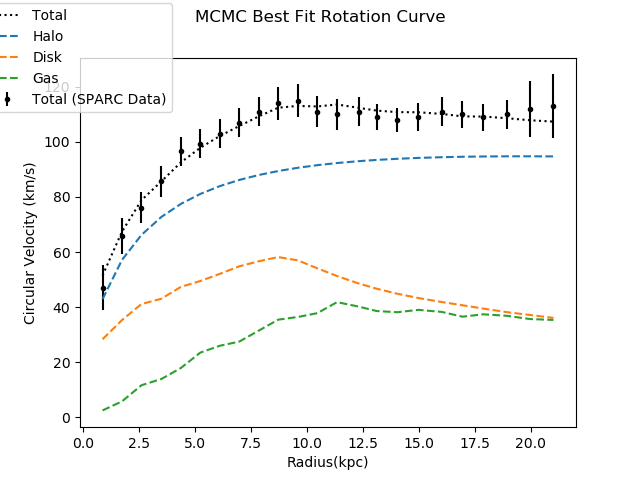 MCMC Best Fit Rotation Curve
Total
Halo
Disk
Gas
Total (SPARC Data)
Circular Velocity (km/s)
120
100
80
60
40
20
0
0.0 2.5 5.0 7.5 10.0 12.5 15.0 17.5 20.0
Radius(kpc)